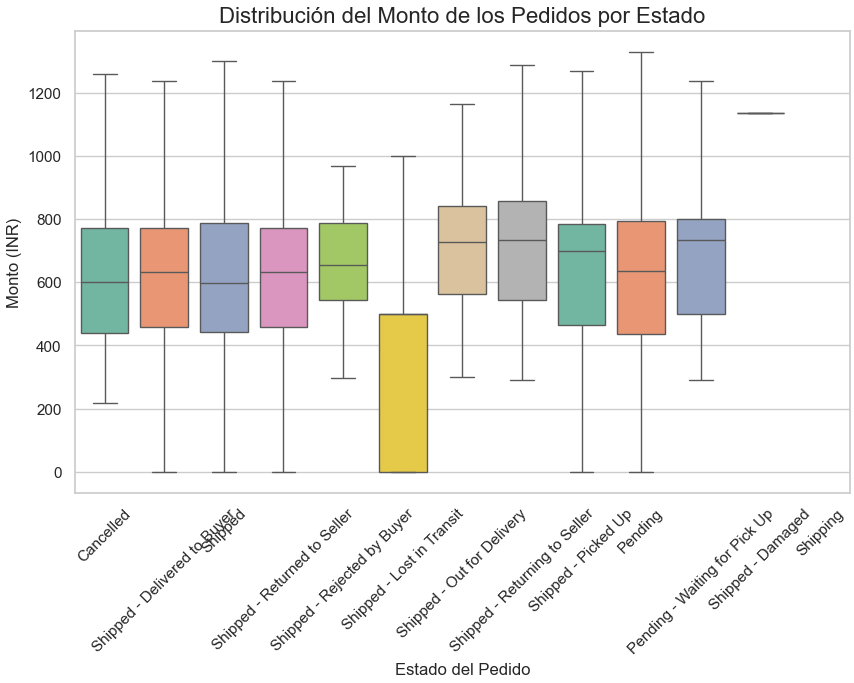 Distribución del Monto de los Pedidos por Estado
Monto (INR)
1200
1000
800
600
400
200
0
Cancelled
Shipped - Delivered to Buyer
Shipped
Shipped - Returned to Seller
Shipped - Rejected by Buyer
Shipped - Lost in Transit
Shipped - Out for Delivery
Shipped - Returning to Seller
Shipped - Picked Up
Pending
Pending - Waiting for Pick Up
Shipped - Damaged
Shipping
Estado del Pedido